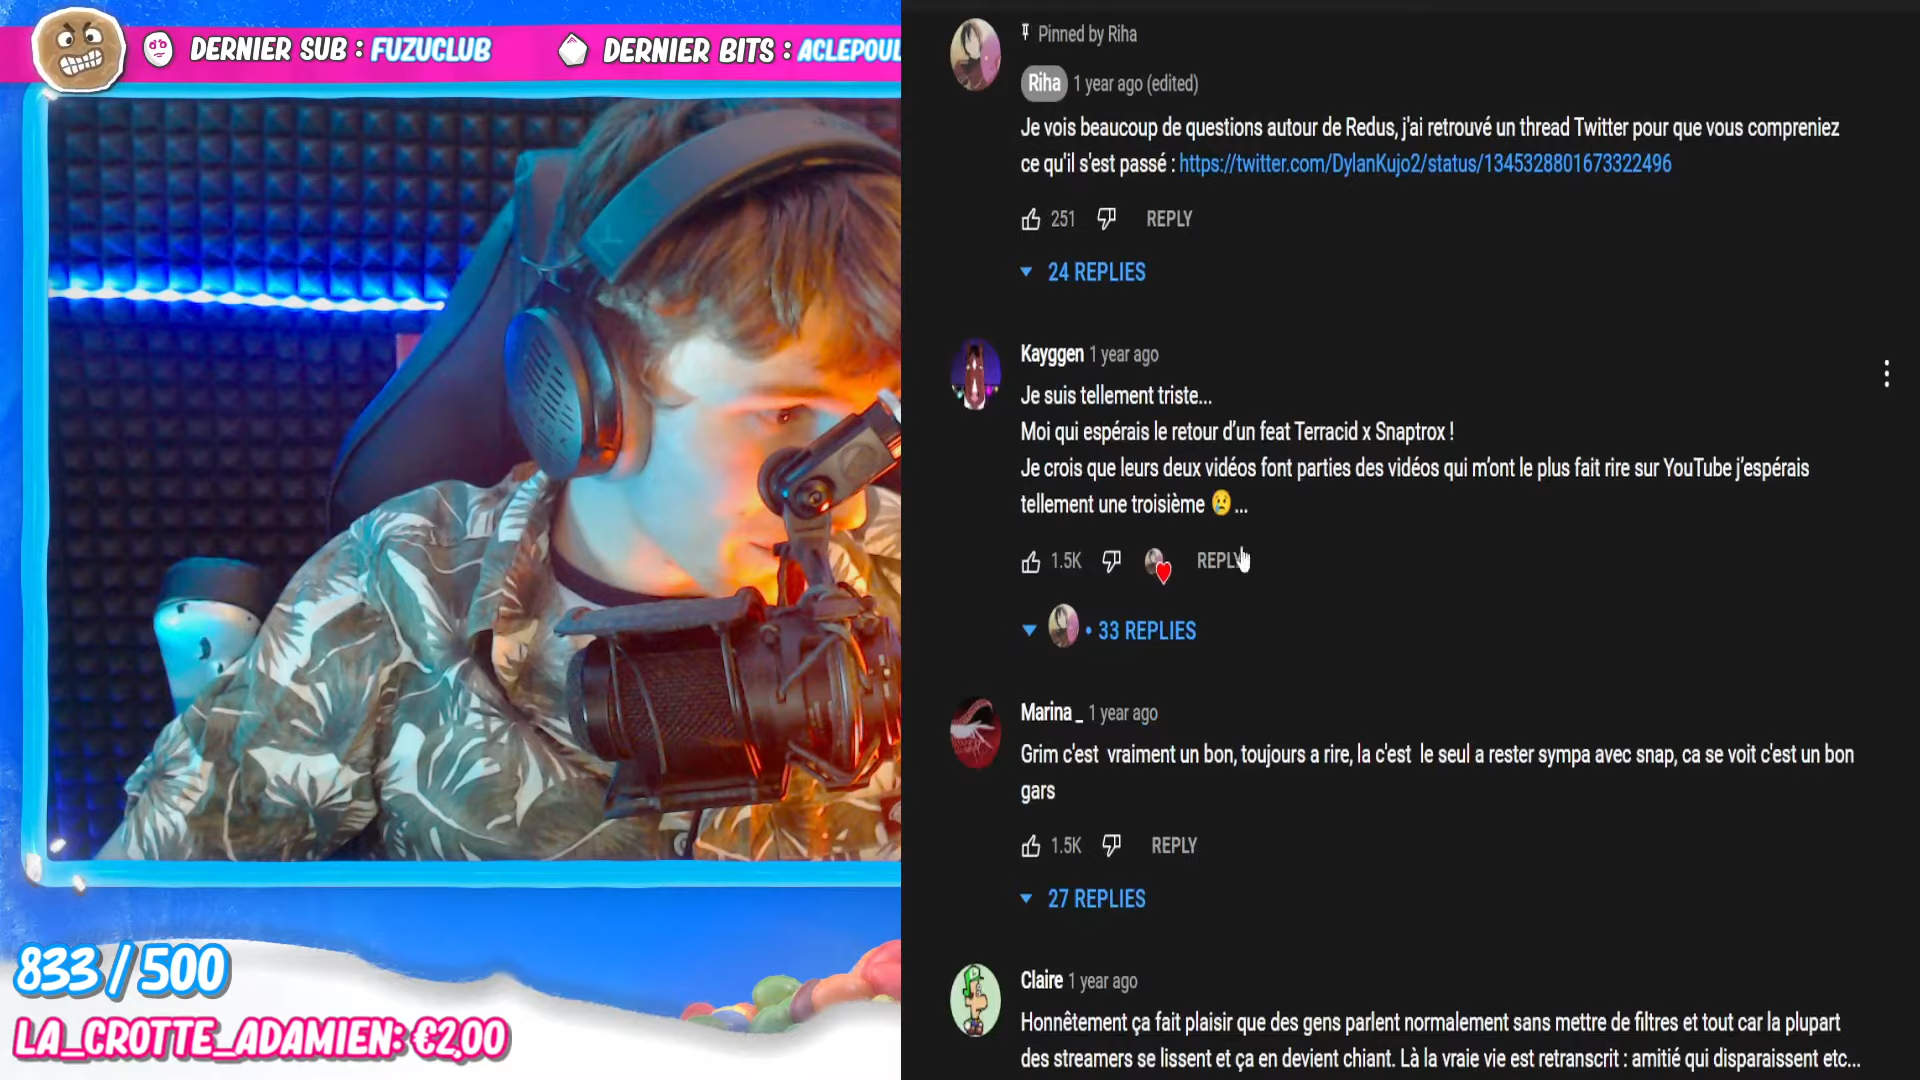 DERNIER SUB : FUZUCLUB
DERNIER BITS : ACLEPOUL
833 / 500
LA_CROTTE_ADAMIEN: €2,00
Pinned by Riha
Riha 1 year ago (edited)
Je vois beaucoup de questions autour de Redus, j'ai retrouvé un thread Twitter pour que vous compreniez
ce qu'il s'est passé : https://twitter.com/DylanKujo2/status/1345328801673322496
251 REPLY
24 REPLIES
Kayggen 1 year ago
Je suis tellement triste...
Moi qui espérais le retour d’un feat Terracid x Snaptrox !
Je crois que leurs deux vidéos font parties des vidéos qui m’ont le plus fait rire sur YouTube j’espérais
tellement une troisième 😢...
1.5K REPLY
• 33 REPLIES
Marina _ 1 year ago
Grim c'est  vraiment un bon, toujours a rire, la c'est  le seul a rester sympa avec snap, ca se voit c'est un bon
gars
1.5K REPLY
27 REPLIES
Claire 1 year ago
Honnêtement ça fait plaisir que des gens parlent normalement sans mettre de filtres et tout car la plupart
des streamers se lissent et ça en devient chiant. Là la vraie vie est retranscrit : amitié qui disparaissent etc...